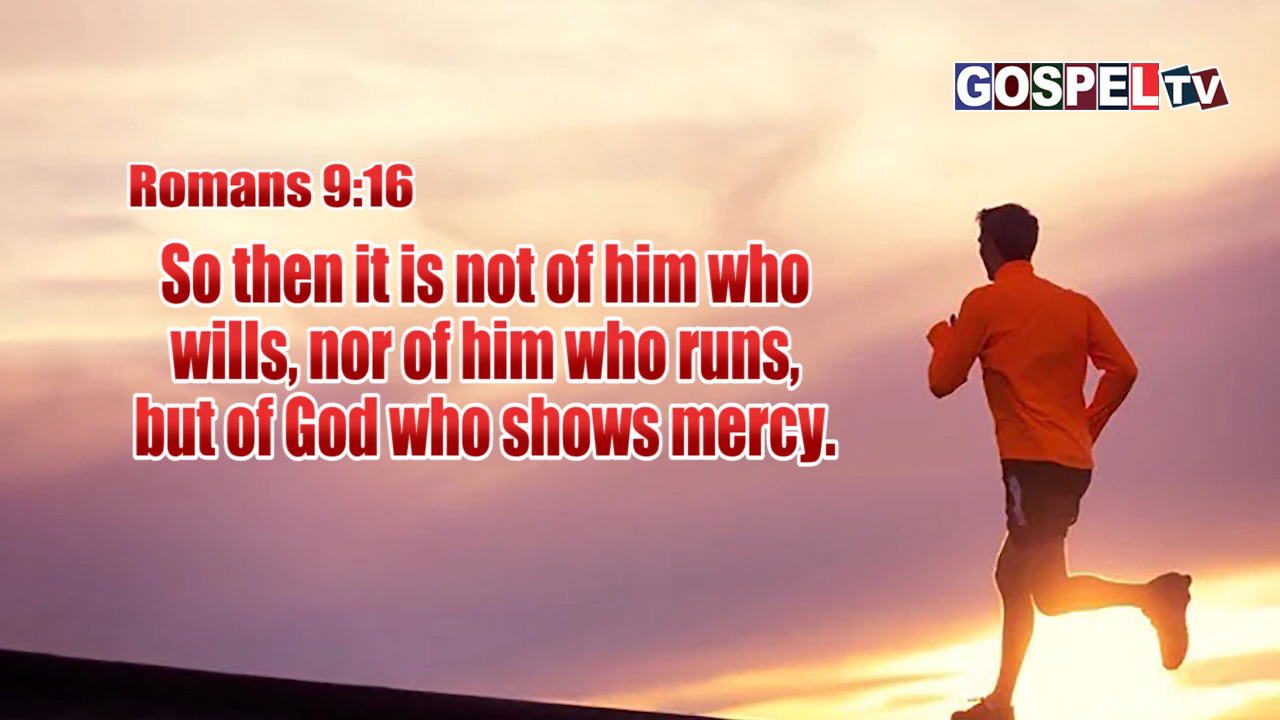 GOSPEL TV
Romans 9:16
So then it is not of him who
wills, nor of him who runs,
but of God who shows mercy.